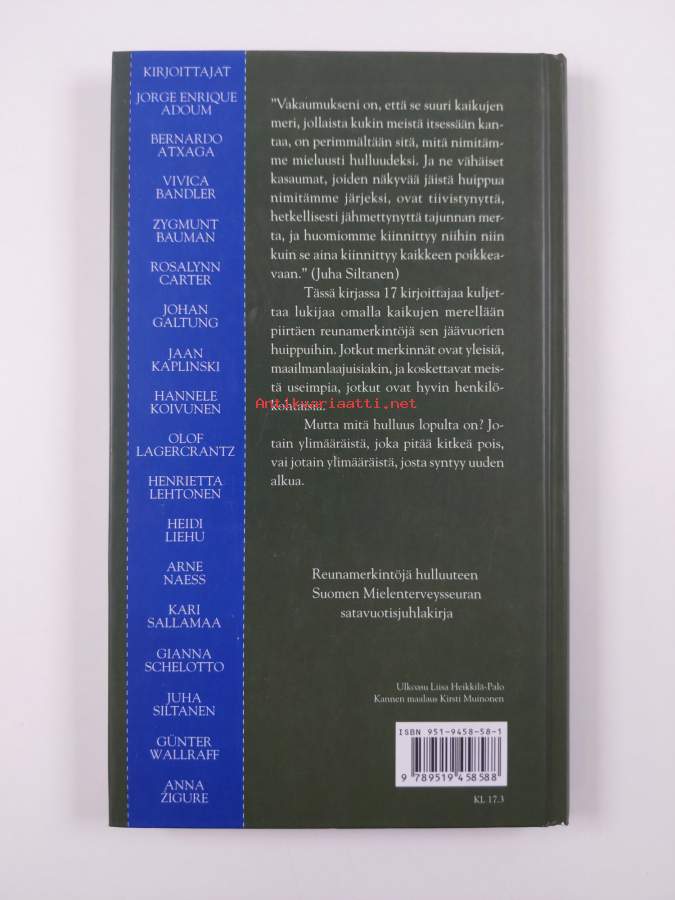 KIRJOITTAJAT
JORGE ENRIQUE
ADOUM
BERNARDO
ATXAGA
VIVICA
BANDLER
ZYGMUNT
BAUMAN
ROSALYNN
CARTER
JOHAN
GALTUNG
JAAN
KAPLINSKI
HANNELE
KOIVUNEN
OLOF
LAGERCRANTZ
HENRIETTA
LEHTONEN
HEIDI
LIEHU
ARNE
NAESS
KARI
SALLAMAA
GIANNA
SCHELOTTO
JUHA
SILTANEN
GÜNTER
WALLRAFF
ANNA
ZIGURE
"Vakaumukseni on, että se suuri kaikujen
meri, jollaista kukin meistä itsessään kan-
taa, on perimmältään sitä, mitä nimitäm-
me mieluusti hulluudeksi. Ja ne vähäiset
kasaumat, joiden näkyvää jäistä huippua
nimitämme järjeksi, ovat tiivistynyttä,
hetkellisesti jähmettynyttä tajunnan mer-
ta, ja huomiomme kiinnittyy niihin niin
kuin se aina kiinnittyy kaikkeen poikkea-
vaan." (Juha Siltanen)
Tässä kirjassa 17 kirjoittajaa kuljet-
taa lukijaa omalla kaikujen merellään
piirtäen reunamerkintöjä sen jäävuorien
huippuihin. Jotkut merkinnät ovat yleisiä,
maailmanlaajuisiakin, ja koskettavat meis-
tä useimpia, jotkut ovat hyvin henkilö-
kohtaisia.
Antikvariaatti.net
Mutta mitä hulluus lopulta on? Jo-
tain ylimääräistä, joka pitää kitkeä pois,
vai jotain ylimääräistä, josta syntyy uuden
alkua.
Reunamerkintöjä hulluuteen
Suomen Mielenterveysseuran
satavuotisjuhlakirja
Ulkoasu Liisa Heikkilä-Palo
Kannen maalaus Kirsti Muinonen
ISBN 951-9458-58-1
9 789519 458588
KL 17.3